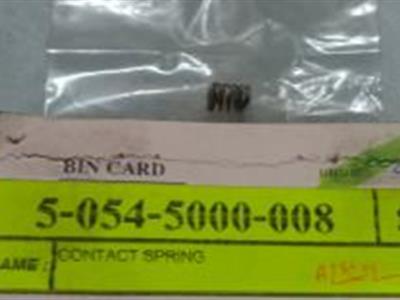 BIN CARD
5-054-5000-008
AME :
CONTACT SPRING